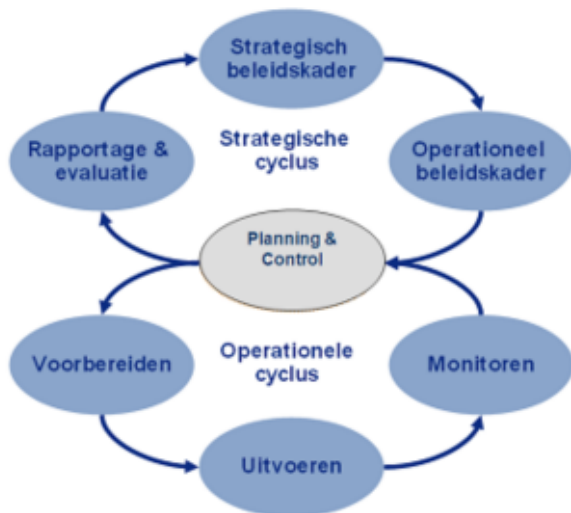 Strategisch
beleidskader
Rapportage &
evaluatie
Strategische
cyclus
Operationeel
beleidskader
Planning &
Control
Voorbereiden
Operationele
cyclus
Monitoren
Uitvoeren